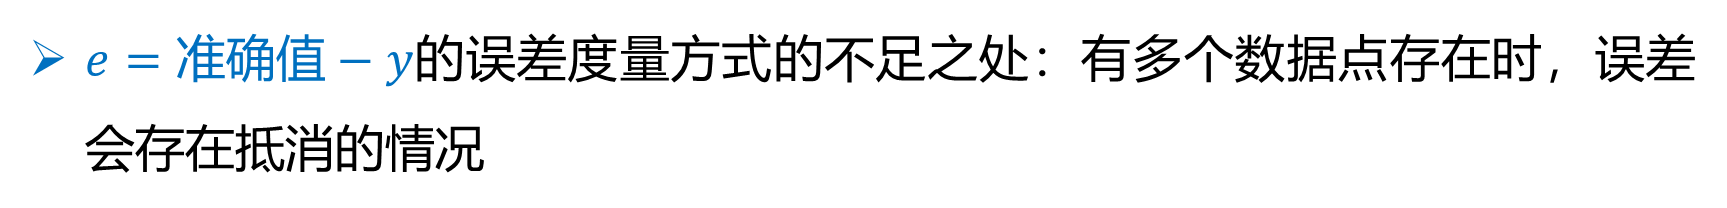 ➢ e = 准确值 − y的误差度量方式的不足之处：有多个数据点存在时，误差
会存在抵消的情况